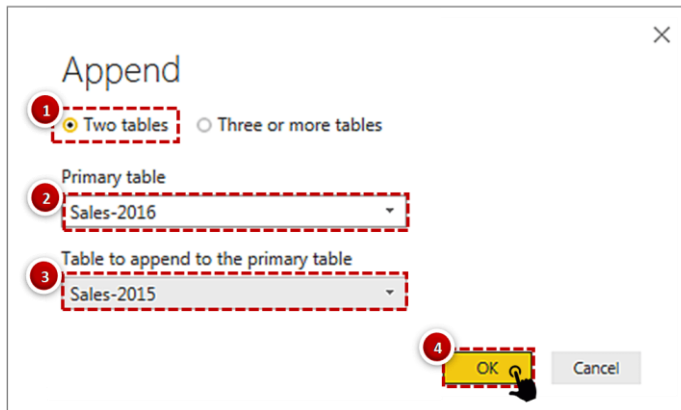 Append
1
Two tables Three or more tables
Primary table
2
Sales-2016
Table to append to the primary table
3
Sales-2015
4
OK Cancel